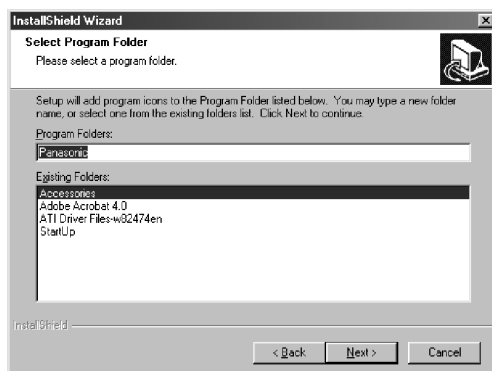 InstallShield Wizard
Select Program Folder
Please select a program folder.
Setup will add program icons to the Program Folder listed below. You may type a new folder
name, or select one from the existing folders list. Click Next to continue.
Program Folders:
Panasonic
Existing Folders:
Accessories
Adobe Acrobat 4.0
ATI Driver Files-w82474en
StartUp
InstallShield
< Back Next > Cancel